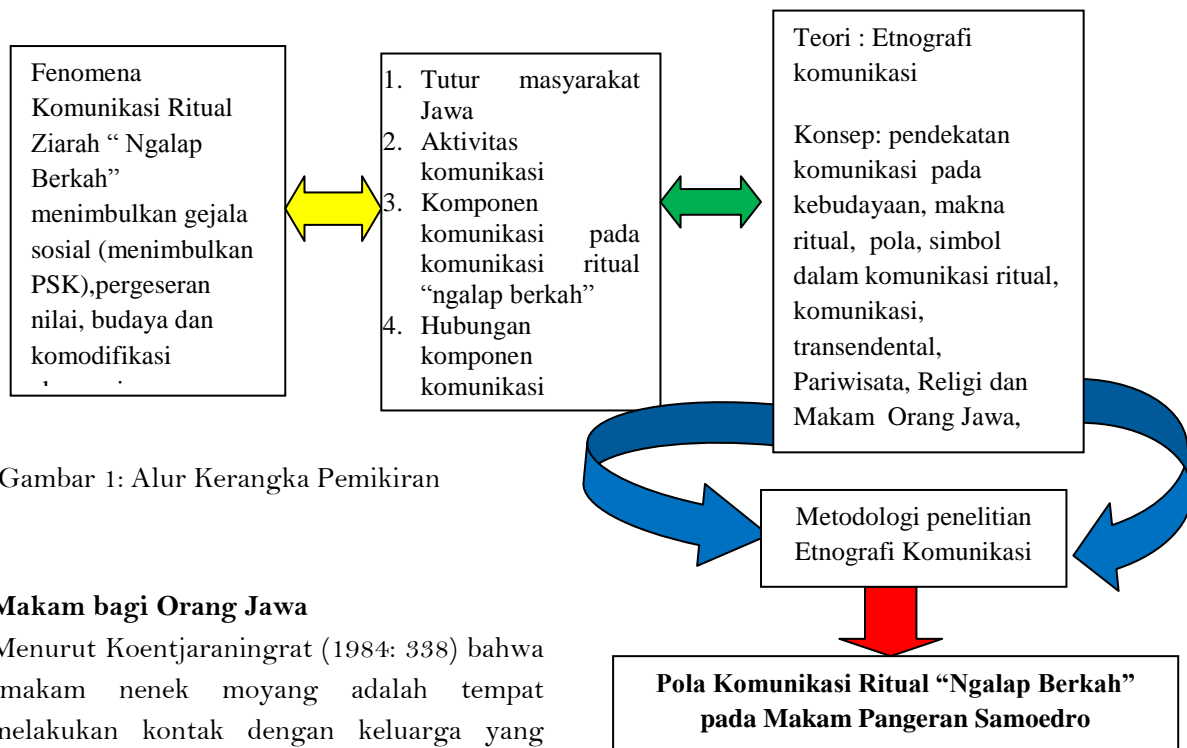 Fenomena
Komunikasi Ritual
Ziarah “ Ngalap
Berkah”
menimbulkan gejala
sosial (menimbulkan
PSK),pergeseran
nilai, budaya dan
komodifikasi
1. Tutur masyarakat
Jawa
2. Aktivitas
komunikasi
3. Komponen
komunikasi pada
komunikasi ritual
“ngalap berkah”
4. Hubungan
komponen
komunikasi
Teori : Etnografi
komunikasi
Konsep: pendekatan
komunikasi pada
kebudayaan, makna
ritual, pola, simbol
dalam komunikasi ritual,
komunikasi,
transendental,
Pariwisata, Religi dan
Makam Orang Jawa,
Gambar 1: Alur Kerangka Pemikiran
Metodologi penelitian
Etnografi Komunikasi
Pola Komunikasi Ritual “Ngalap Berkah”
pada Makam Pangeran Samoedro
Makam bagi Orang Jawa
Menurut Koentjaraningrat (1984: 338) bahwa
makam nenek moyang adalah tempat
melakukan kontak dengan keluarga yang